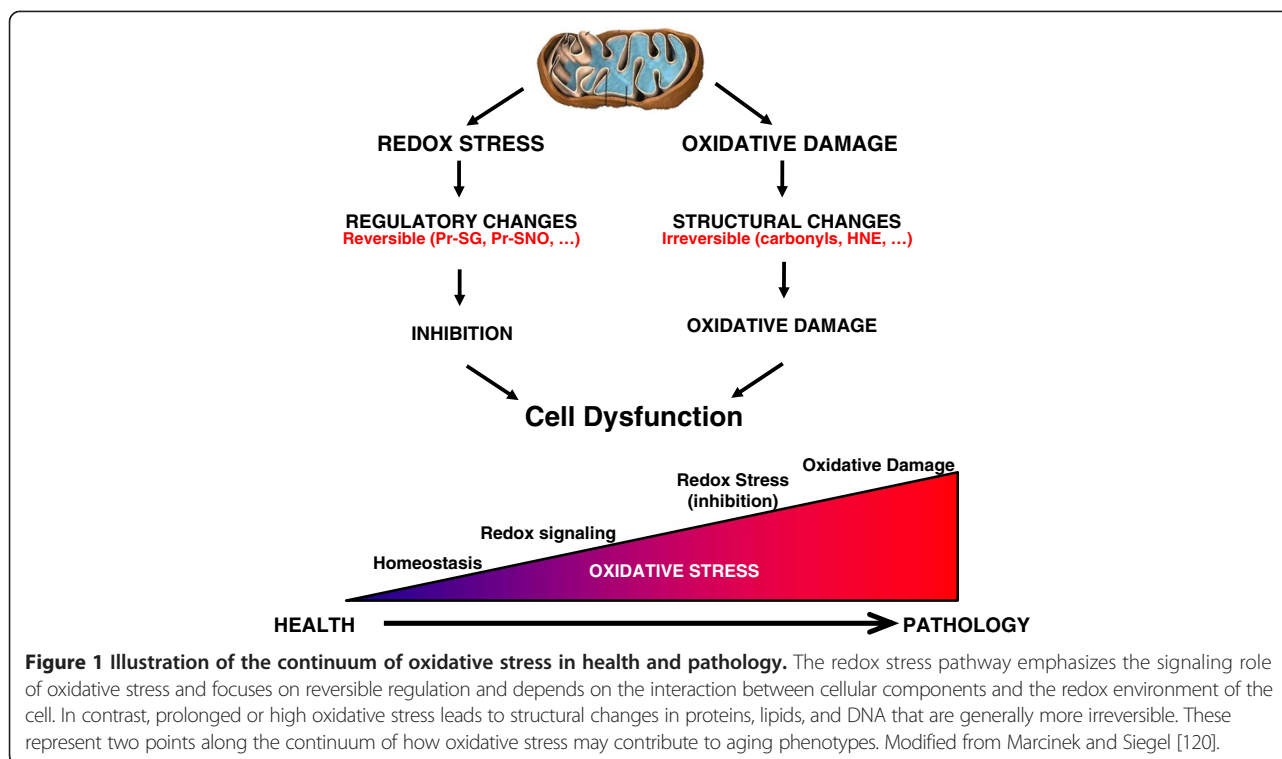 REDOX STRESS
OXIDATIVE DAMAGE
REGULATORY CHANGES
Reversible (Pr-SG, Pr-SNO, …)
STRUCTURAL CHANGES
Irreversible (carbonyls, HNE, …)
INHIBITION
OXIDATIVE DAMAGE
Cell Dysfunction
Oxidative Damage
Redox Stress
(inhibition)
Redox signaling
Homeostasis
OXIDATIVE STRESS
HEALTH
PATHOLOGY
Figure 1 Illustration of the continuum of oxidative stress in health and pathology. The redox stress pathway emphasizes the signaling role
of oxidative stress and focuses on reversible regulation and depends on the interaction between cellular components and the redox environment of the
cell. In contrast, prolonged or high oxidative stress leads to structural changes in proteins, lipids, and DNA that are generally more irreversible. These
represent two points along the continuum of how oxidative stress may contribute to aging phenotypes. Modified from Marcinek and Siegel [120].